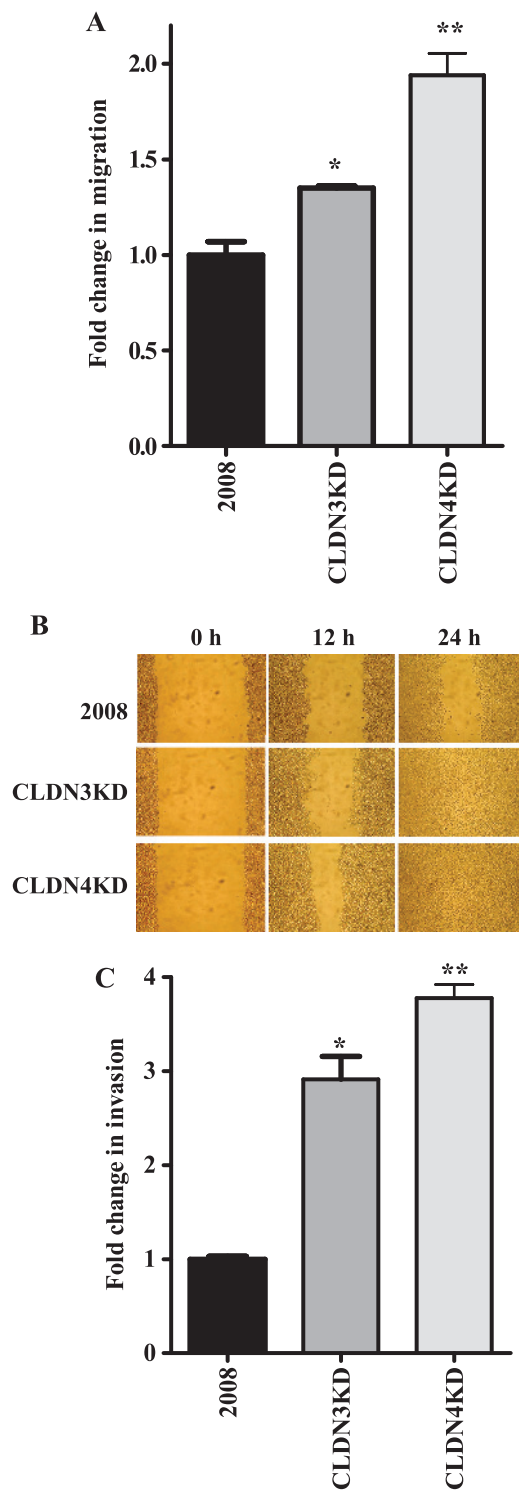 A
**
2.0
*
1.5
1.0
0.5
0.0
Fold change in migration
2008
CLDN3KD
CLDN4KD
B
0 h 12 h 24 h
2008
CLDN3KD
CLDN4KD
C
**
4
*
3
2
1
0
Fold change in invasion
2008
CLDN3KD
CLDN4KD